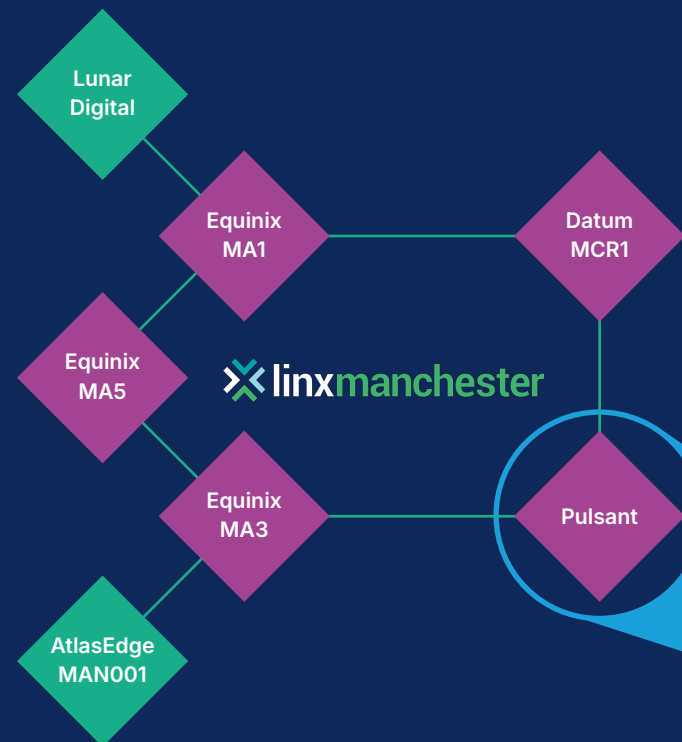 Lunar
Digital
Equinix
MA1
Datum
MCR1
Equinix
MA5
linxmanchester
Equinix
MA3
Pulsant
AtlasEdge
MAN001